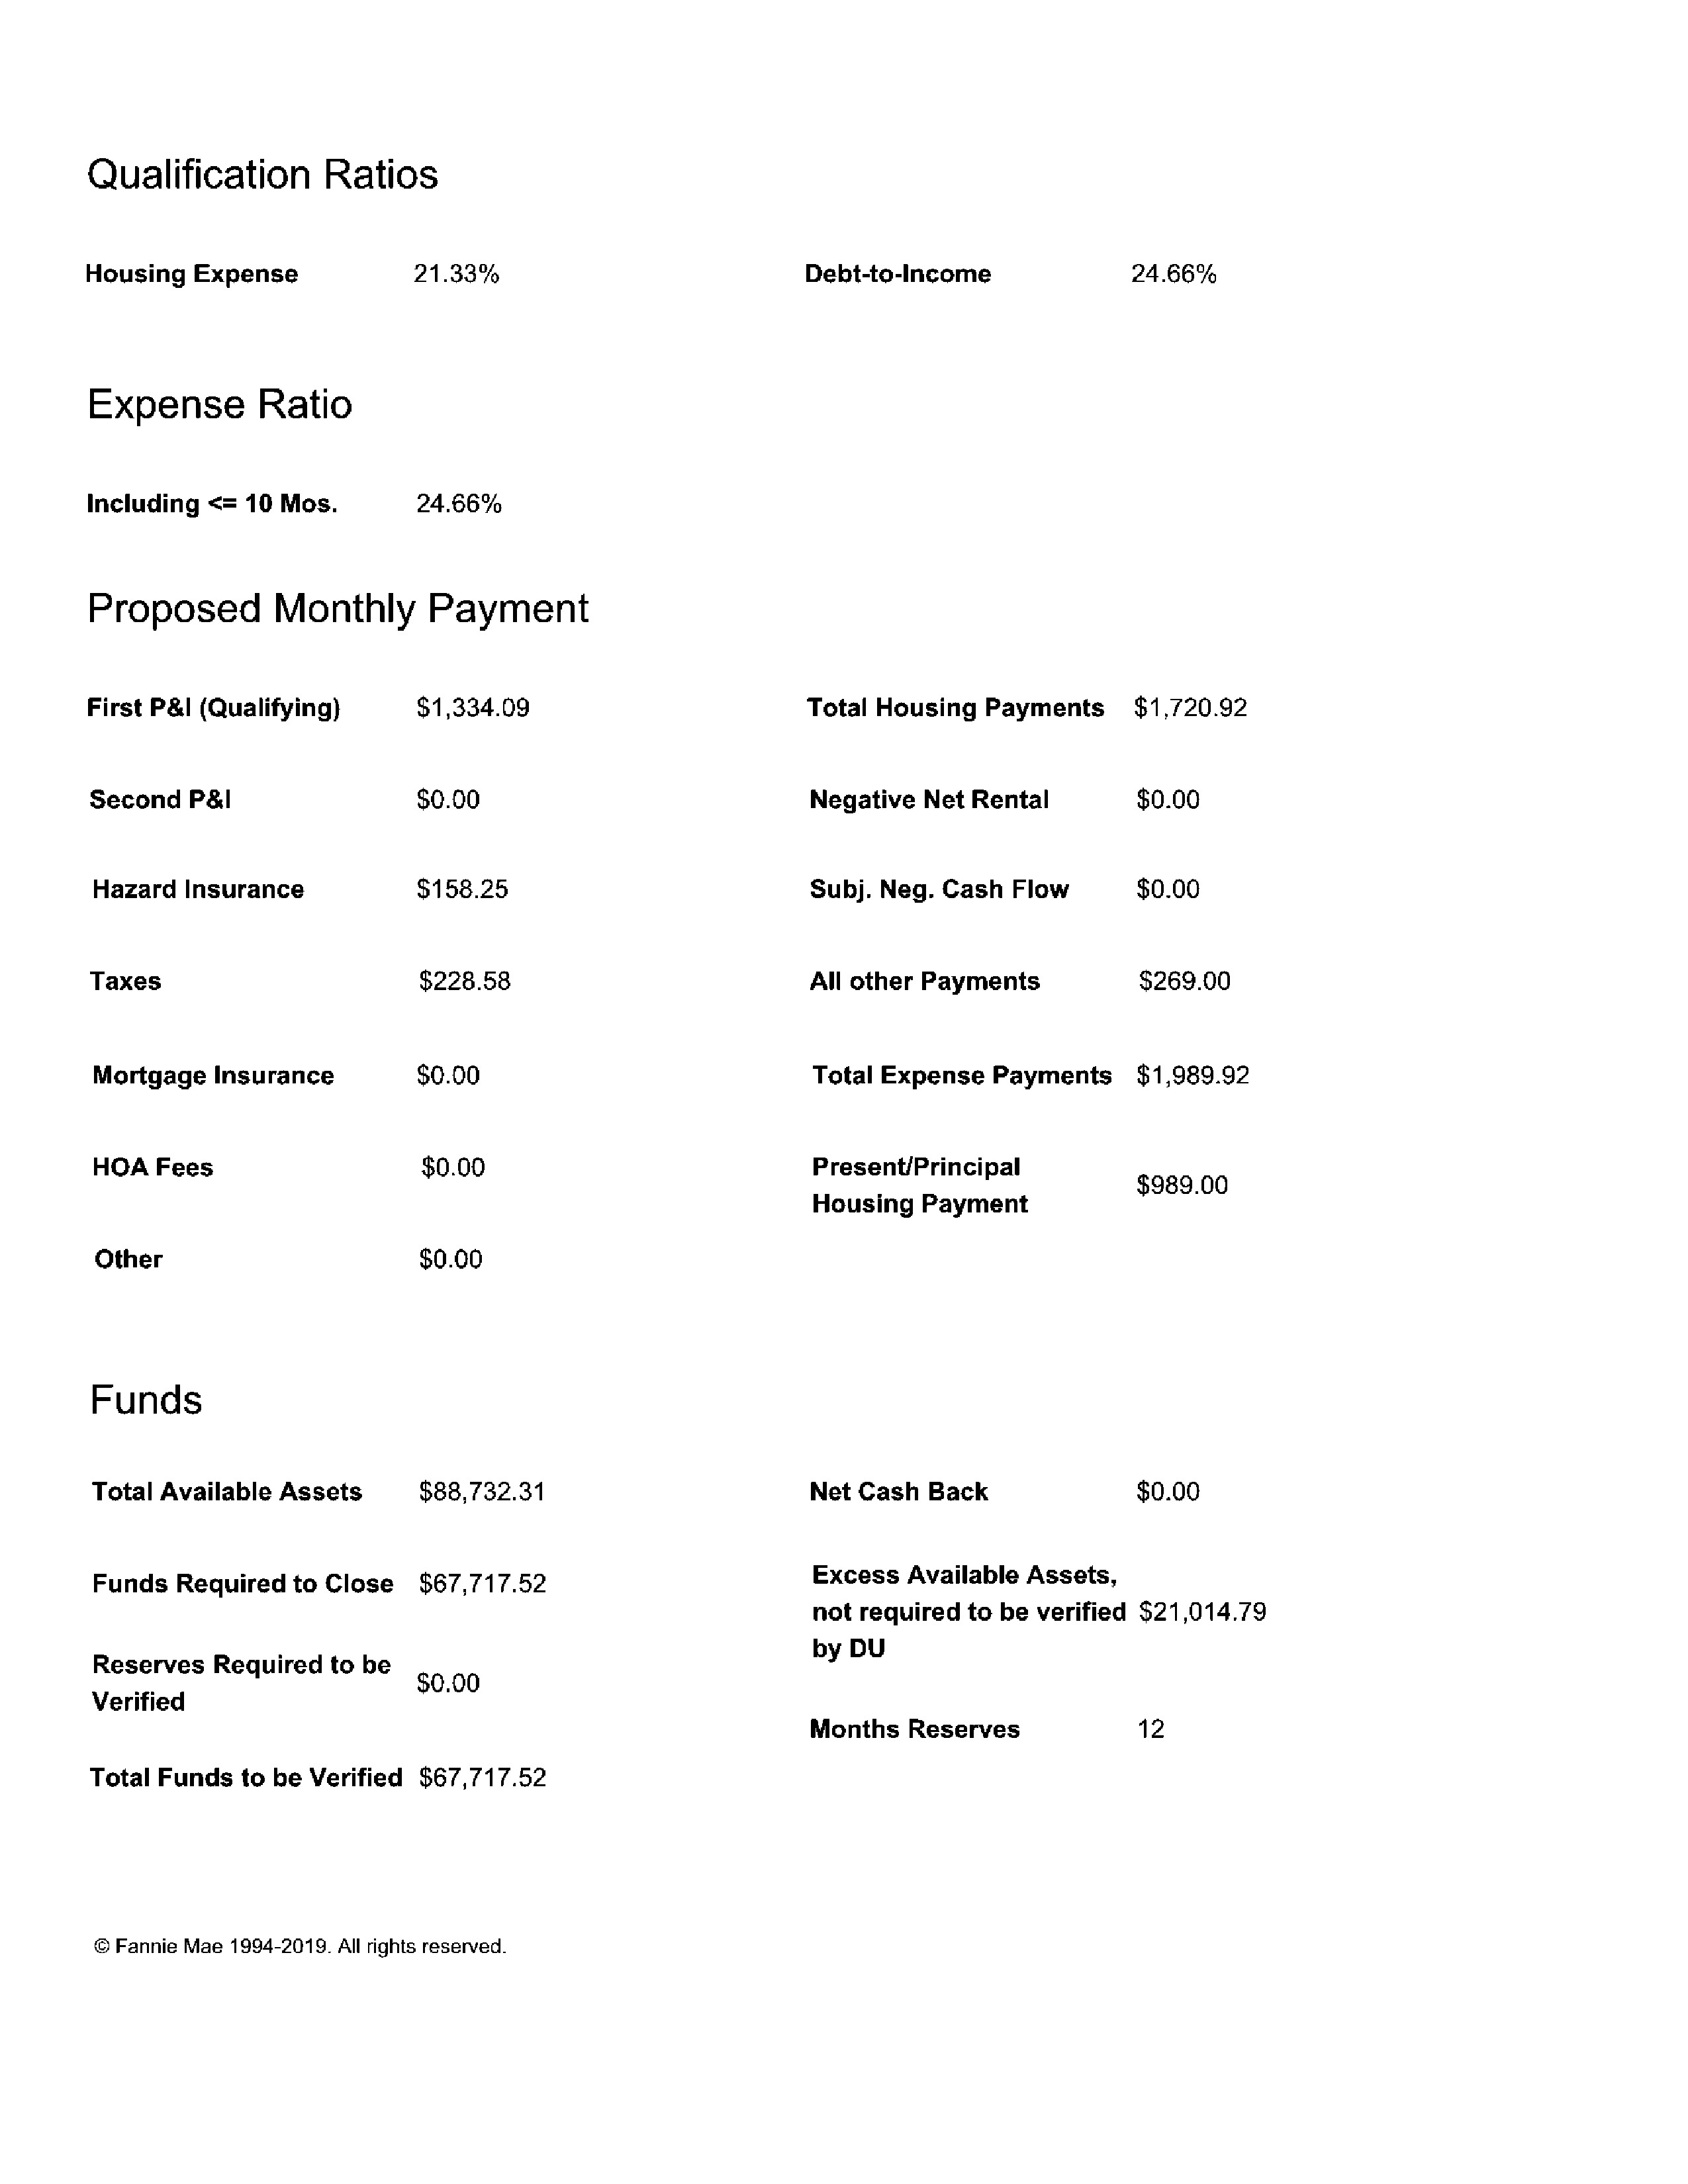 Qualification Ratios
Housing Expense 21.33% Debt-to-Income 24.66%
Expense Ratio
Including <= 10 Mos. 24.66%
Proposed Monthly Payment
First P&I (Qualifying) $1,334.09 Total Housing Payments $1,720.92
Second P&I $0.00 Negative Net Rental $0.00
Hazard Insurance $158.25 Subj. Neg. Cash Flow $0.00
Taxes $228.58 All other Payments $269.00
Mortgage Insurance $0.00 Total Expense Payments $1,989.92
HOA Fees $0.00 Present/Principal
Housing Payment $989.00
Other $0.00
Funds
Total Available Assets $88,732.31 Net Cash Back $0.00
Funds Required to Close $67,717.52 Excess Available Assets,
not required to be verified $21,014.79
by DU
Reserves Required to be
Verified $0.00
Months Reserves 12
Total Funds to be Verified $67,717.52
© Fannie Mae 1994-2019. All rights reserved.